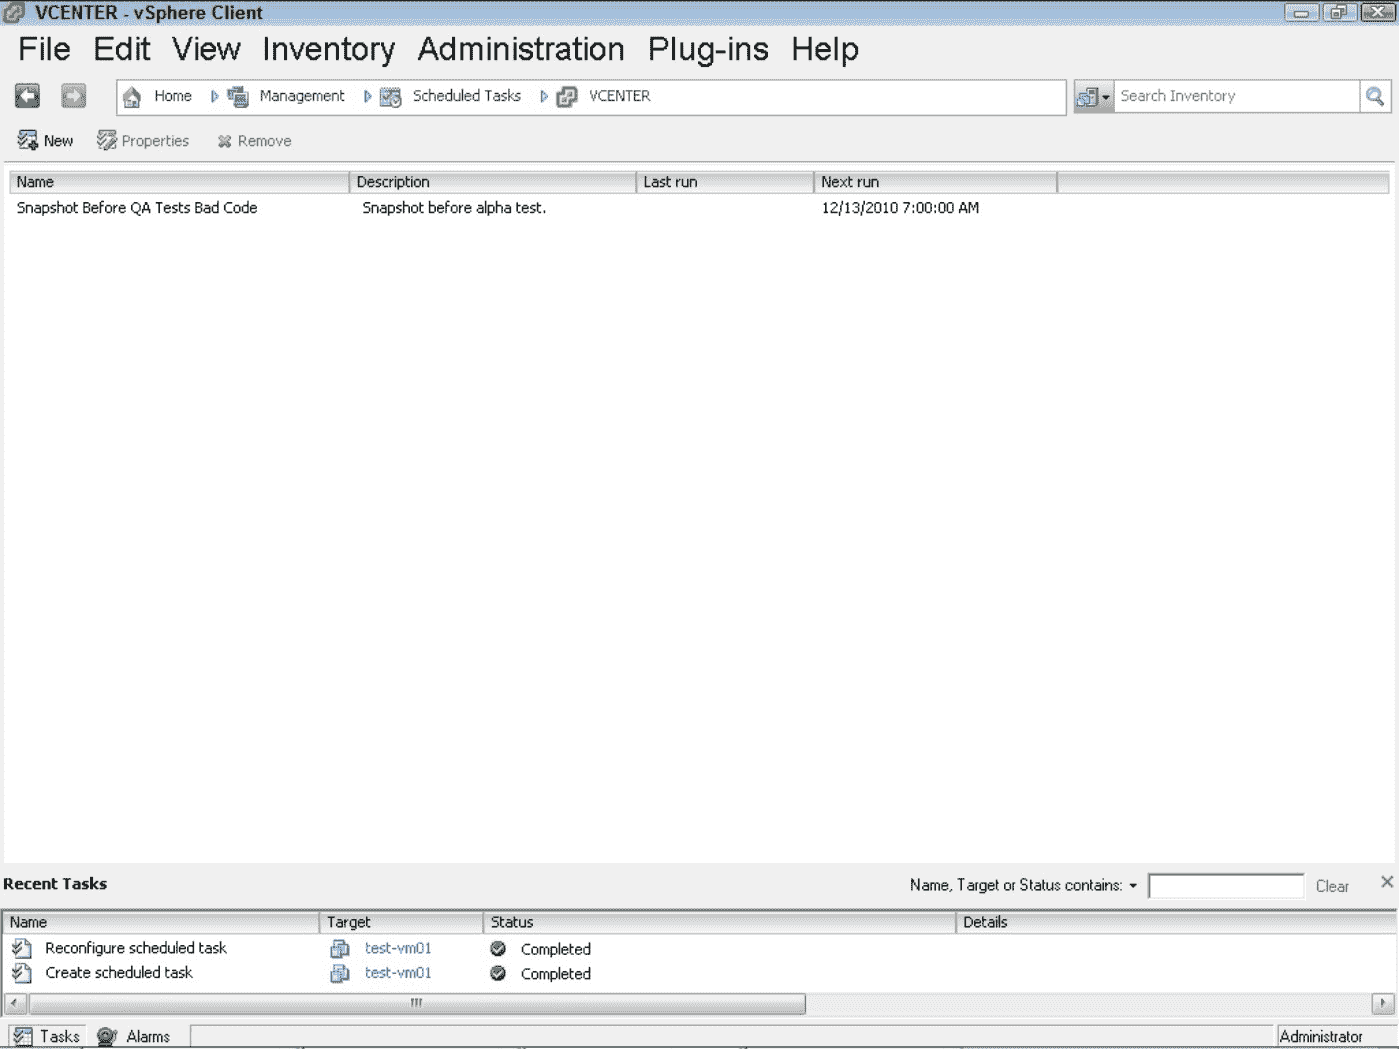 VCENTER - vSphere Client
File Edit View Inventory Administration Plug-ins Help
Home Management Scheduled Tasks VCENTER Search Inventory
New Properties Remove
Name Description Last run Next run
Snapshot Before QA Tests Bad Code Snapshot before alpha test. 12/13/2010 7:00:00 AM
Recent Tasks Name, Target or Status contains: Clear
Name Target Status Details
Reconfigure scheduled task test-vm01 Completed
Create scheduled task test-vm01 Completed
Tasks Alarms Administrator